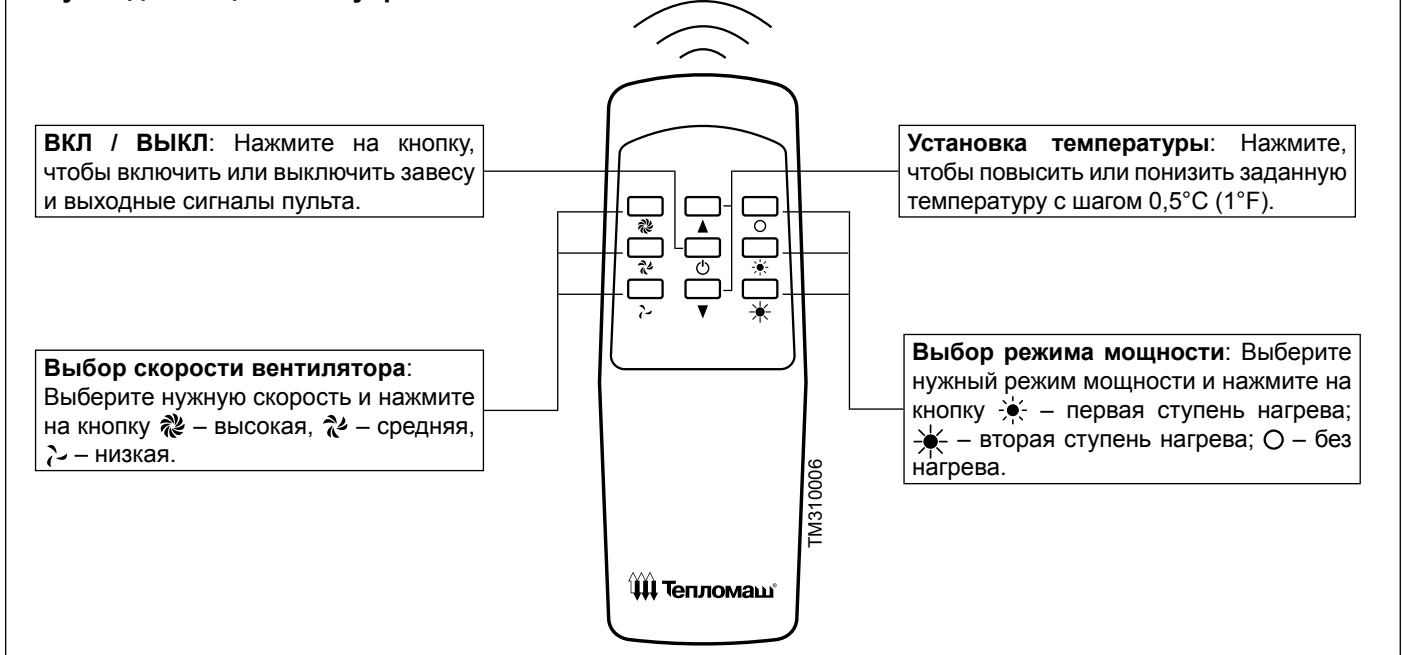 ВКЛ / ВЫКЛ: Нажмите на кнопку,
чтобы включить или выключить завесу
и выходные сигналы пульта.
Установка температуры: Нажмите,
чтобы повысить или понизить заданную
температуру с шагом 0,5°C (1°F).
Выбор скорости вентилятора:
Выберите нужную скорость и нажмите
на кнопку – высокая, – средняя,
– низкая.
Выбор режима мощности: Выберите
нужный режим мощности и нажмите на
кнопку – первая ступень нагрева;
– вторая ступень нагрева; – без
нагрева.
TM310006
Тепломаш®